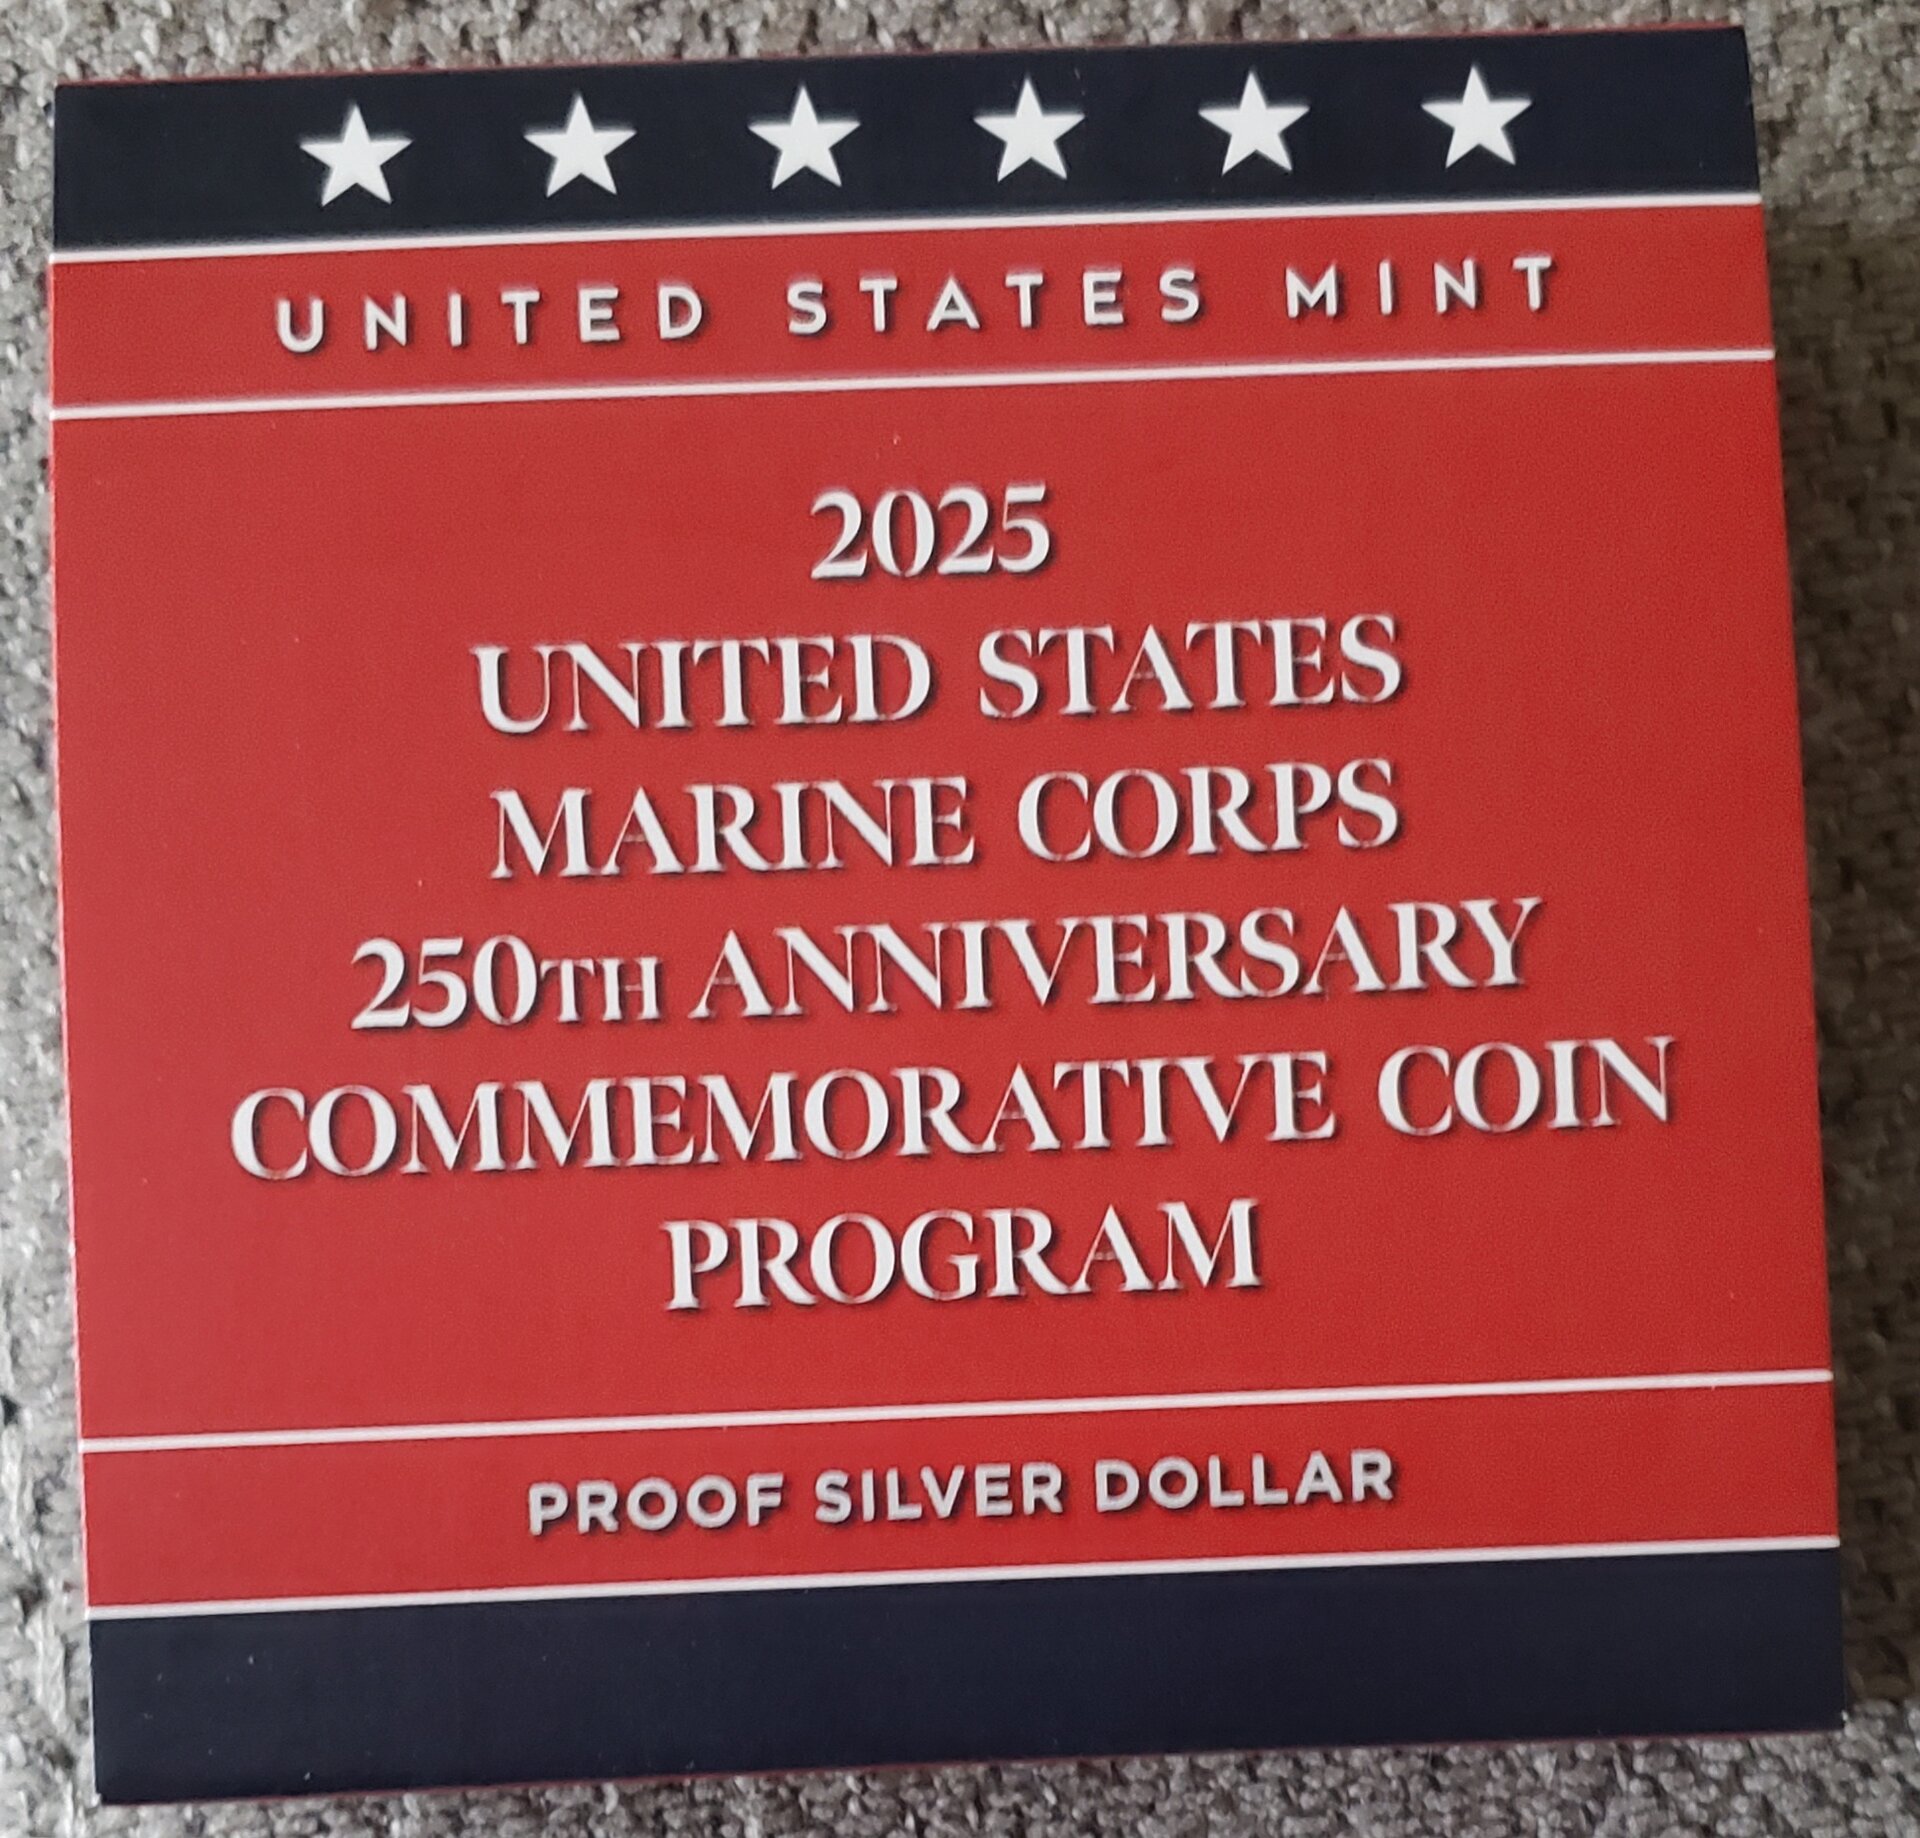 UNITED STATES MINT
2025
UNITED STATES
MARINE CORPS
250TH ANNIVERSARY
COMMEMORATIVE COIN
PROGRAM
PROOF SILVER DOLLAR